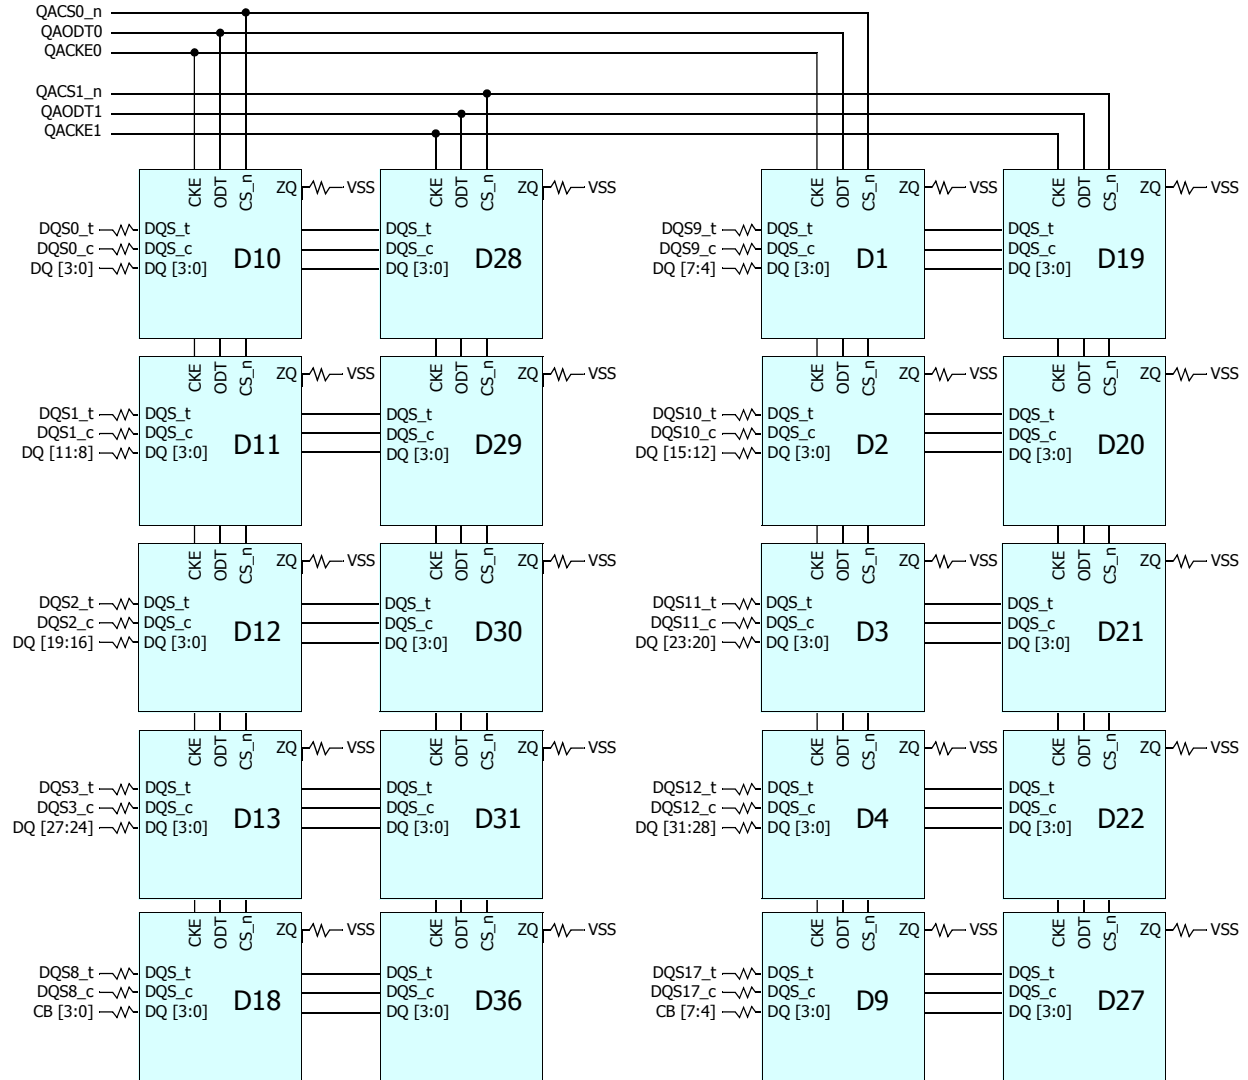 QACS0_n
QAODT0
QACKE0
QACS1_n
QAODT1
QACKE1
CKE ODT CS_n ZQ VSS CKE ODT CS_n ZQ VSS CKE ODT CS_n ZQ VSS CKE ODT CS_n ZQ VSS
DQS0_t DQS_t DQS_t DQS9_t DQS_t DQS_t
DQS0_c DQS_c D10 DQS_c D28 DQS9_c DQS_c D1 DQS_c D19
DQ [3:0] DQ [3:0] DQ [3:0] DQ [7:4] DQ [3:0] DQ [3:0]
CKE ODT CS_n ZQ VSS CKE ODT CS_n ZQ VSS CKE ODT CS_n ZQ VSS CKE ODT CS_n ZQ VSS
DQS1_t DQS_t DQS_t DQS10_t DQS_t DQS_t
DQS1_c DQS_c D11 DQS_c D29 DQS10_c DQS_c D2 DQS_c D20
DQ [11:8] DQ [3:0] DQ [3:0] DQ [15:12] DQ [3:0] DQ [3:0]
CKE ODT CS_n ZQ VSS CKE ODT CS_n ZQ VSS CKE ODT CS_n ZQ VSS CKE ODT CS_n ZQ VSS
DQS2_t DQS_t DQS_t DQS11_t DQS_t DQS_t
DQS2_c DQS_c D12 DQS_c D30 DQS11_c DQS_c D3 DQS_c D21
DQ [19:16] DQ [3:0] DQ [3:0] DQ [23:20] DQ [3:0] DQ [3:0]
CKE ODT CS_n ZQ VSS CKE ODT CS_n ZQ VSS CKE ODT CS_n ZQ VSS CKE ODT CS_n ZQ VSS
DQS3_t DQS_t DQS_t DQS12_t DQS_t DQS_t
DQS3_c DQS_c D13 DQS_c D31 DQS12_c DQS_c D4 DQS_c D22
DQ [27:24] DQ [3:0] DQ [3:0] DQ [31:28] DQ [3:0] DQ [3:0]
CKE ODT CS_n ZQ VSS CKE ODT CS_n ZQ VSS CKE ODT CS_n ZQ VSS CKE ODT CS_n ZQ VSS
DQS8_t DQS_t DQS_t DQS17_t DQS_t DQS_t
DQS8_c DQS_c D18 DQS_c D36 DQS17_c DQS_c D9 DQS_c D27
CB [3:0] DQ [3:0] DQ [3:0] CB [7:4] DQ [3:0] DQ [3:0]